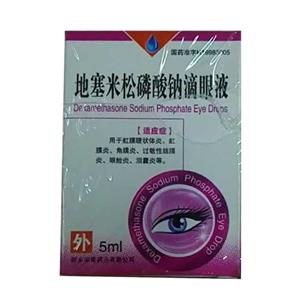 国药准字
地塞米松磷酸钠滴眼液
Dexamethasone Sodium Phosphate Eye Drops
【适应症】
用于虹膜睫状体炎、虹
膜炎、角膜炎、过敏性结膜
炎、眼睑炎、泪囊炎等。
Dexamethasone Sodium Phosphate Eye Drop
外
5ml